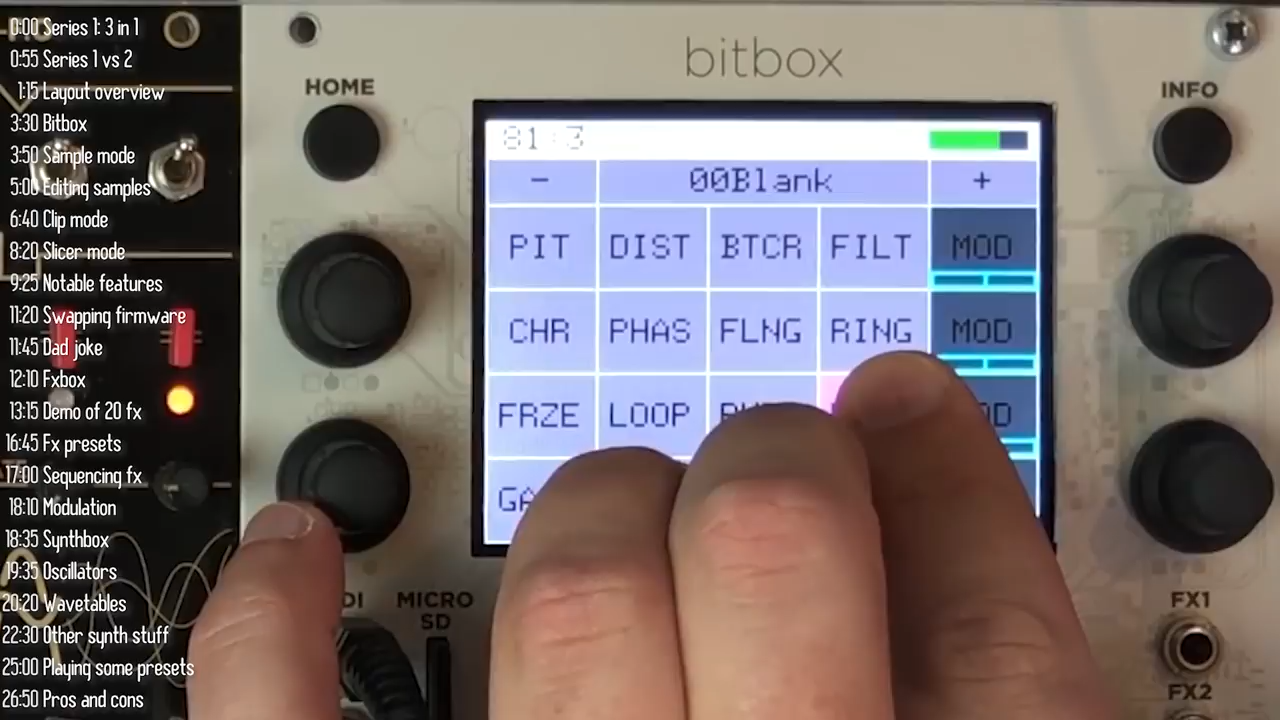 0:00 Series 1: 3 in 1
0:55 Series 1 vs 2
1:15 Layout overview
3:30 Bitbox
3:50 Sample mode
5:00 Editing samples
6:40 Clip mode
8:20 Slicer mode
9:25 Notable features
11:20 Swapping firmware
11:45 Dad joke
12:10 Fxbox
13:15 Demo of 20 fx
16:45 Fx presets
17:00 Sequencing fx
18:10 Modulation
18:35 Synthbox
19:35 Oscillators
20:20 Wavetables
22:30 Other synth stuff
25:00 Playing some presets
26:50 Pros and cons
bitbox
HOME
INFO
81:3
- 00Blank +
PIT DIST BTCR FILT MOD
CHR PHAS FLNG RING MOD
FRZE LOOP
MICRO
SD
FX1
FX2